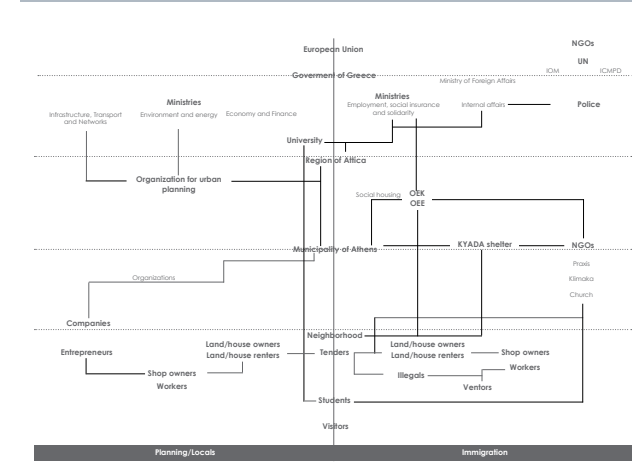 NGOs
European Union
UN
IOM
ICMPD
Goverment of Greece
Ministry of Foreign Affairs
Ministries
Infrastructure, Transport
and Networks
Environment and energy
Economy and Finance
Ministries
Employment, social insurance
and solidarity
Internal affairs
Police
University
Region of Attica
Organization for urban
planning
Social housing
OEK
OEE
Municipality of Athens
KYADA shelter
NGOs
Praxis
Klimaka
Church
Organizations
Companies
Neighborhood
Entrepreneurs
Land/house owners
Land/house renters
Tenders
Land/house owners
Land/house renters
Shop owners
Shop owners
Workers
Illegals
Workers
Ventors
Students
Visitors
Planning/Locals
Immigration